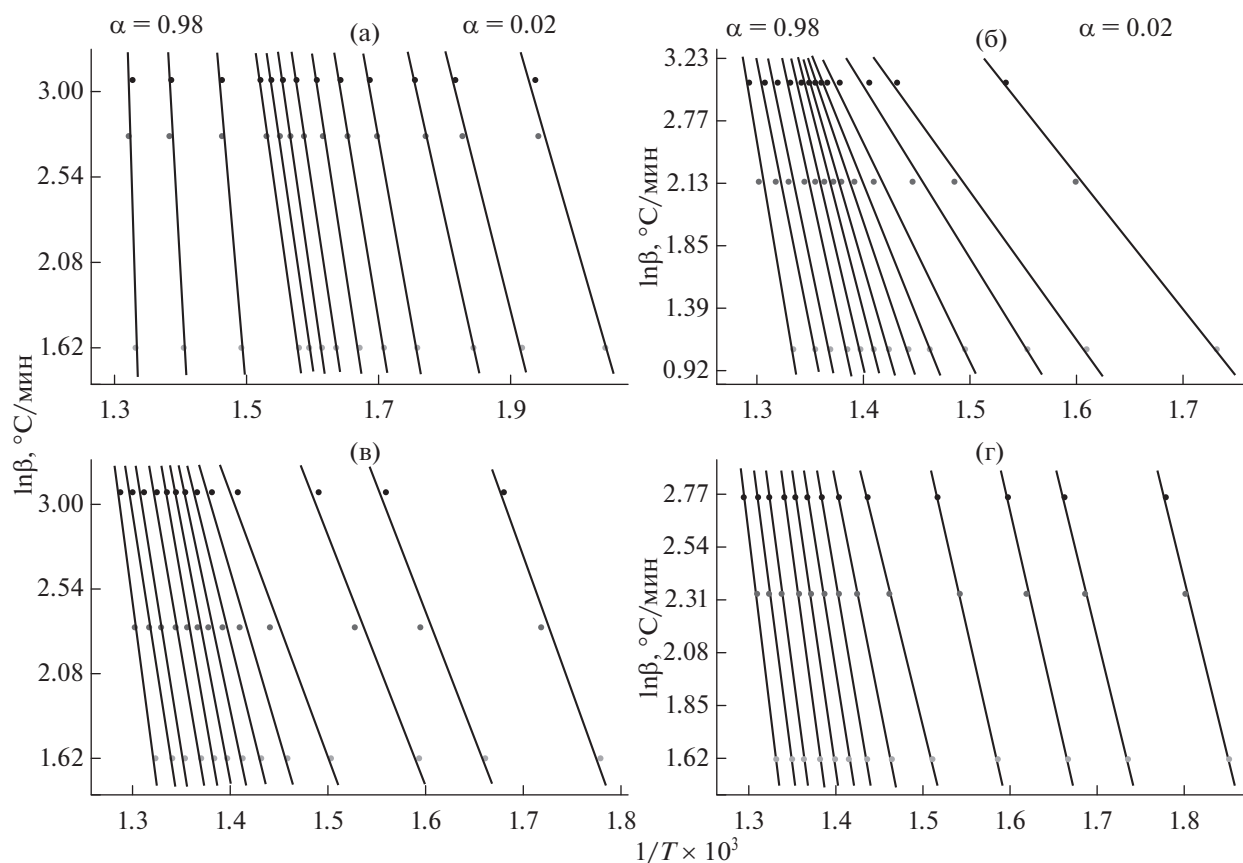 α = 0.98 (а) α = 0.02
α = 0.98 (б) α = 0.02
3.00
2.54
2.08
1.62
1.3 1.5 1.7 1.9
lnβ, °C/мин
3.23
2.77
2.13
1.85
1.39
0.92
1.3 1.4 1.5 1.6 1.7
lnβ, °C/мин
(в)
3.00
2.54
2.08
1.62
1.3 1.4 1.5 1.6 1.7 1.8
(г)
2.77
2.54
2.31
2.08
1.85
1.62
1.3 1.4 1.5 1.6 1.7 1.8
lnβ, °C/мин
1/T × 10³